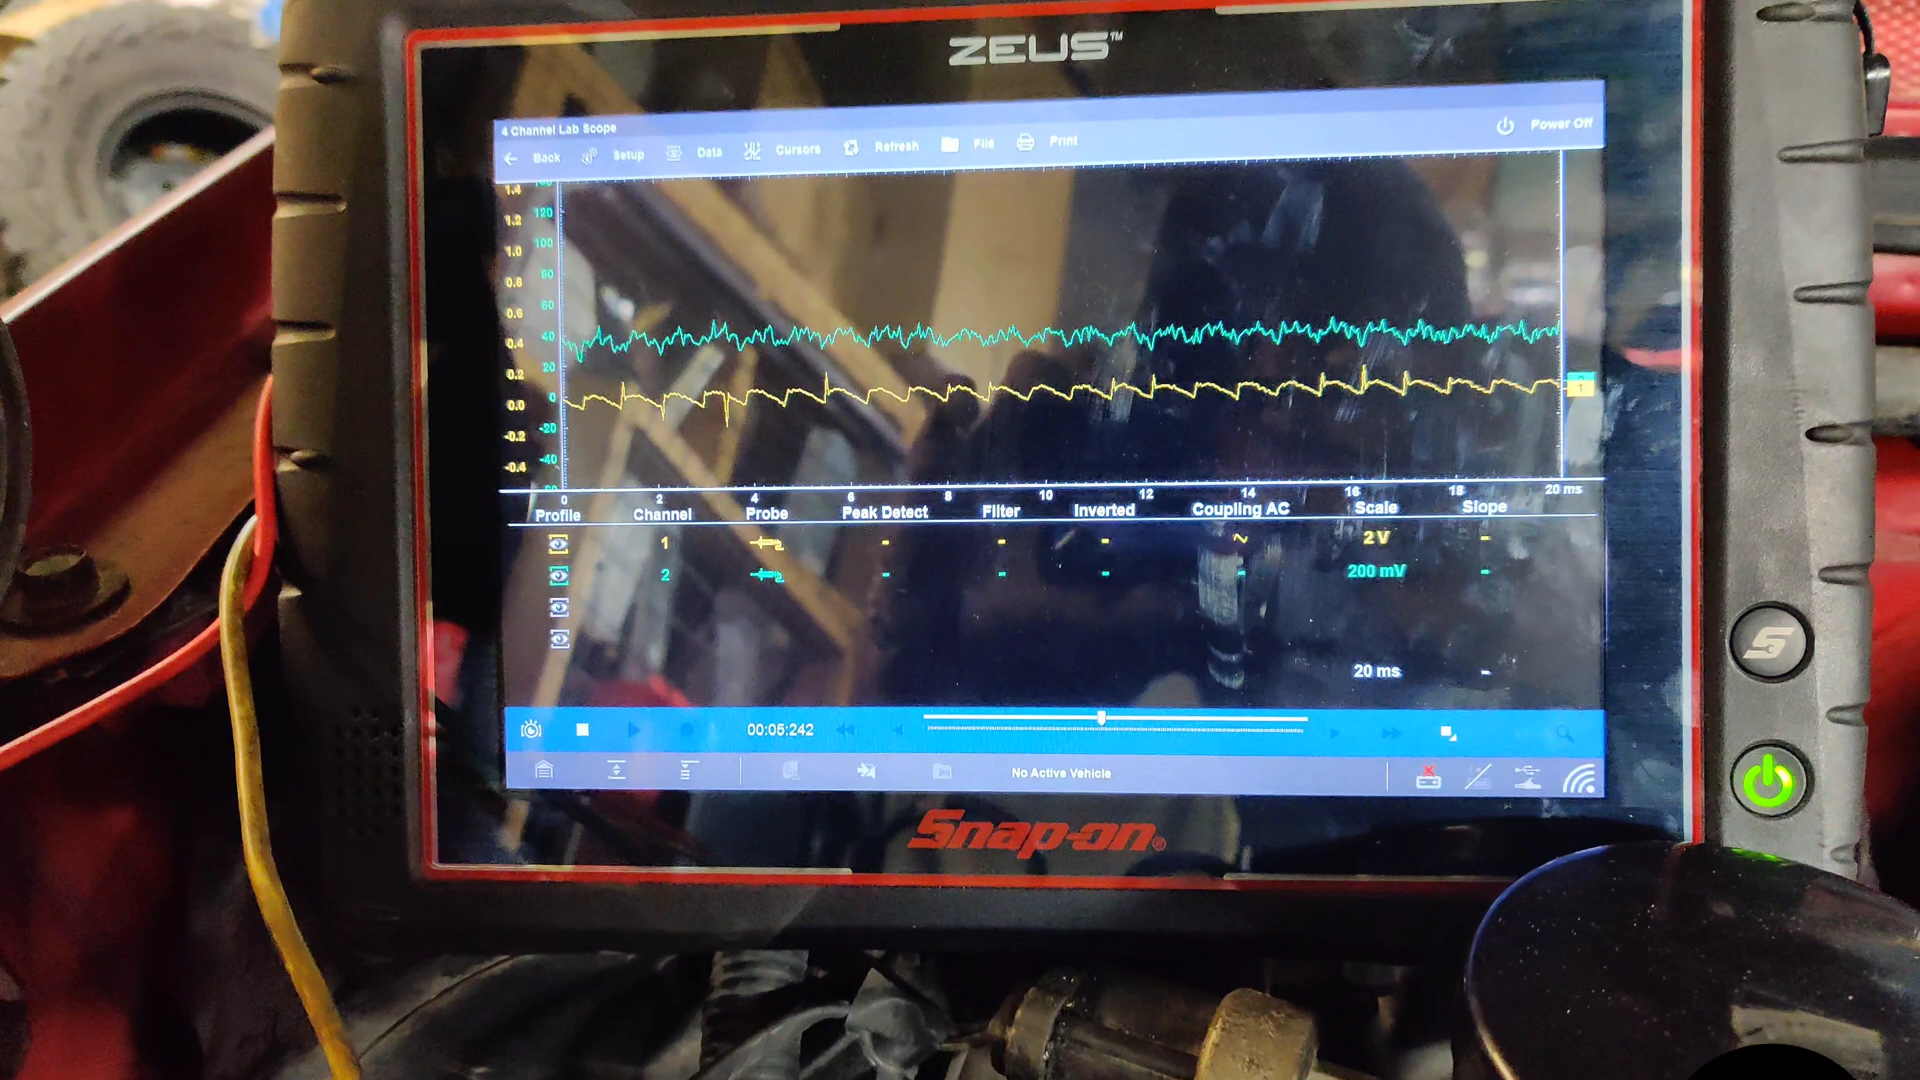 ZEUS™
4 Channel Lab Scope
Back Setup Data Cursors Refresh File Print Power Off
1.4
1.2 120
1.0 100
0.8 80
0.6 60
0.4 40
0.2 20
0.0 0
-0.2 -20
-0.4 -40
0 2 4 6 8 10 12 14 16 18 20 ms
Profile Channel Probe Peak Detect Filter Inverted Coupling AC Scale Slope
1 - - - ~ 2 V -
2 - - - - 200 mV -
20 ms -
00:05:242
No Active Vehicle
Snap-on®
S
1